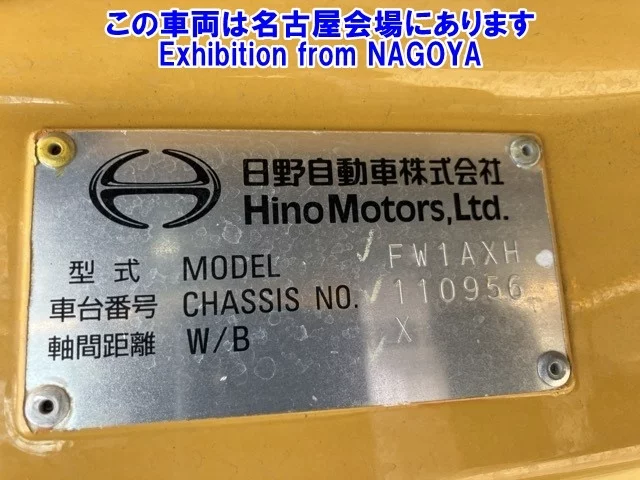 この車両は名古屋会場にあります
Exhibition from NAGOYA
日野自動車株式会社
Hino Motors, Ltd.
型式 MODEL FW1AXH
車台番号 CHASSIS NO. 110956
軸間距離 W/B X